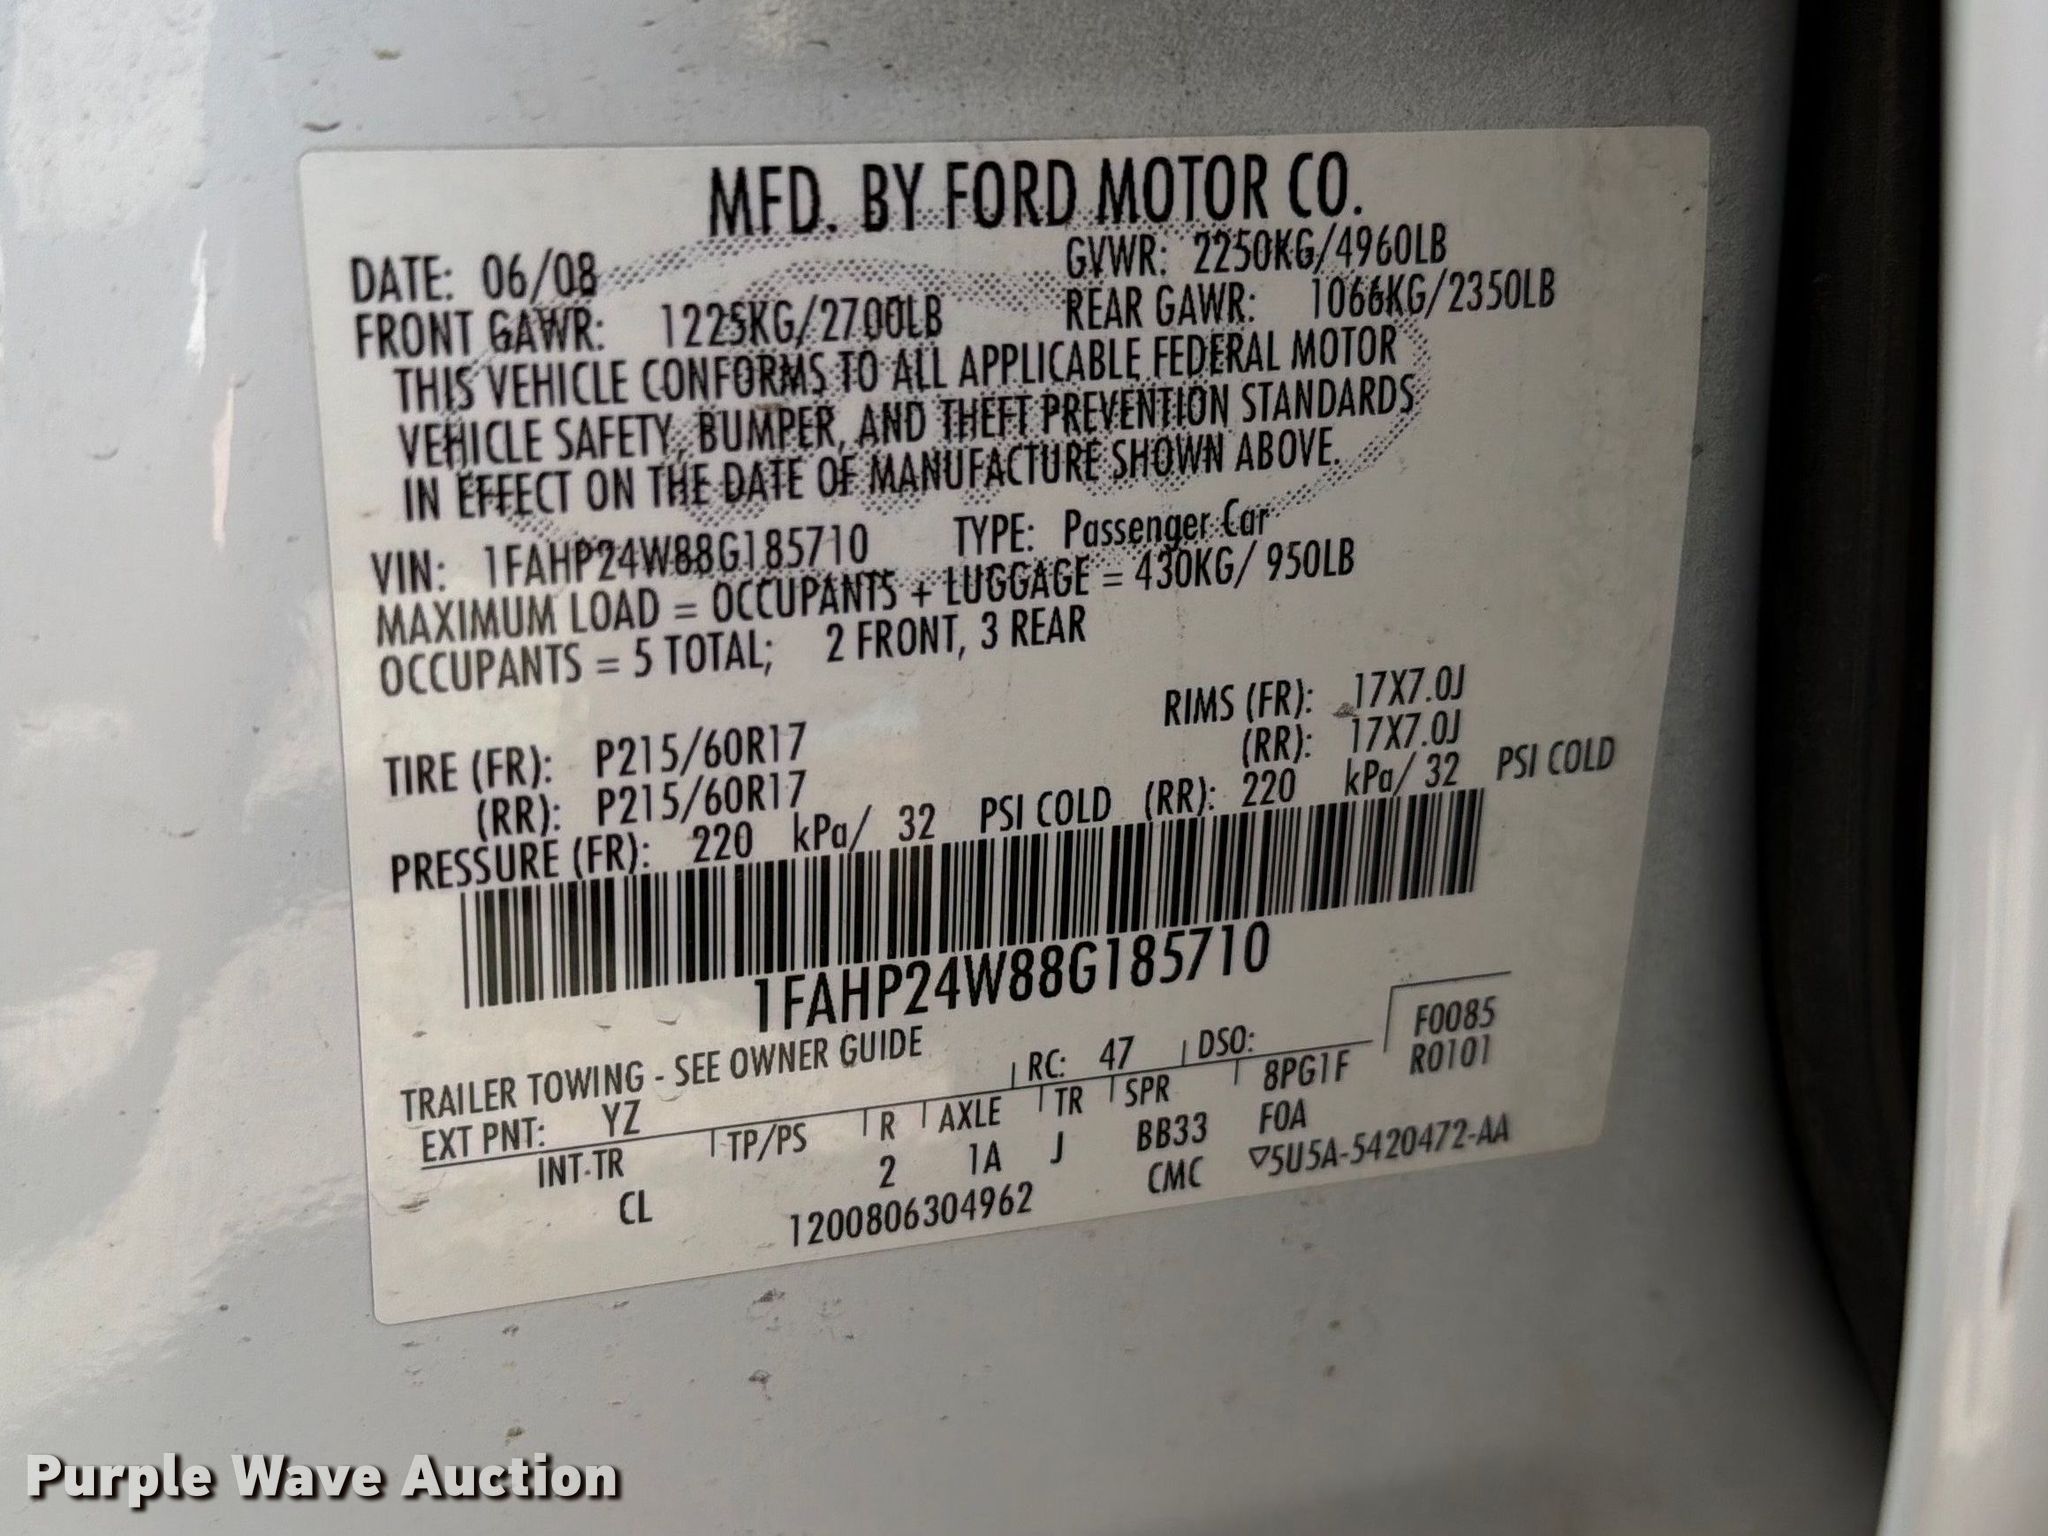 MFD. BY FORD MOTOR CO.
DATE: 06/08 GVWR: 2250KG/4960LB
FRONT GAWR: 1225KG/2700LB REAR GAWR: 1066KG/2350LB
THIS VEHICLE CONFORMS TO ALL APPLICABLE FEDERAL MOTOR
VEHICLE SAFETY, BUMPER, AND THEFT PREVENTION STANDARDS
IN EFFECT ON THE DATE OF MANUFACTURE SHOWN ABOVE.
VIN: 1FAHP24W88G185710 TYPE: Passenger Car
MAXIMUM LOAD = OCCUPANTS + LUGGAGE = 430KG/ 950LB
OCCUPANTS = 5 TOTAL; 2 FRONT, 3 REAR
RIMS (FR): 17X7.0J
TIRE (FR): P215/60R17 (RR): 17X7.0J
(RR): P215/60R17
PRESSURE (FR): 220 kPa/ 32 PSI COLD (RR): 220 kPa/ 32 PSI COLD
1FAHP24W88G185710
TRAILER TOWING - SEE OWNER GUIDE
F0085
EXT PNT: YZ RC: 47 DSO: R0101
INT-TR TP/PS R AXLE TR SPR 8PG1F
CL 2 1A J BB33 FOA
1200806304962 CMC ▽5U5A-5420472-AA
Purple Wave Auction